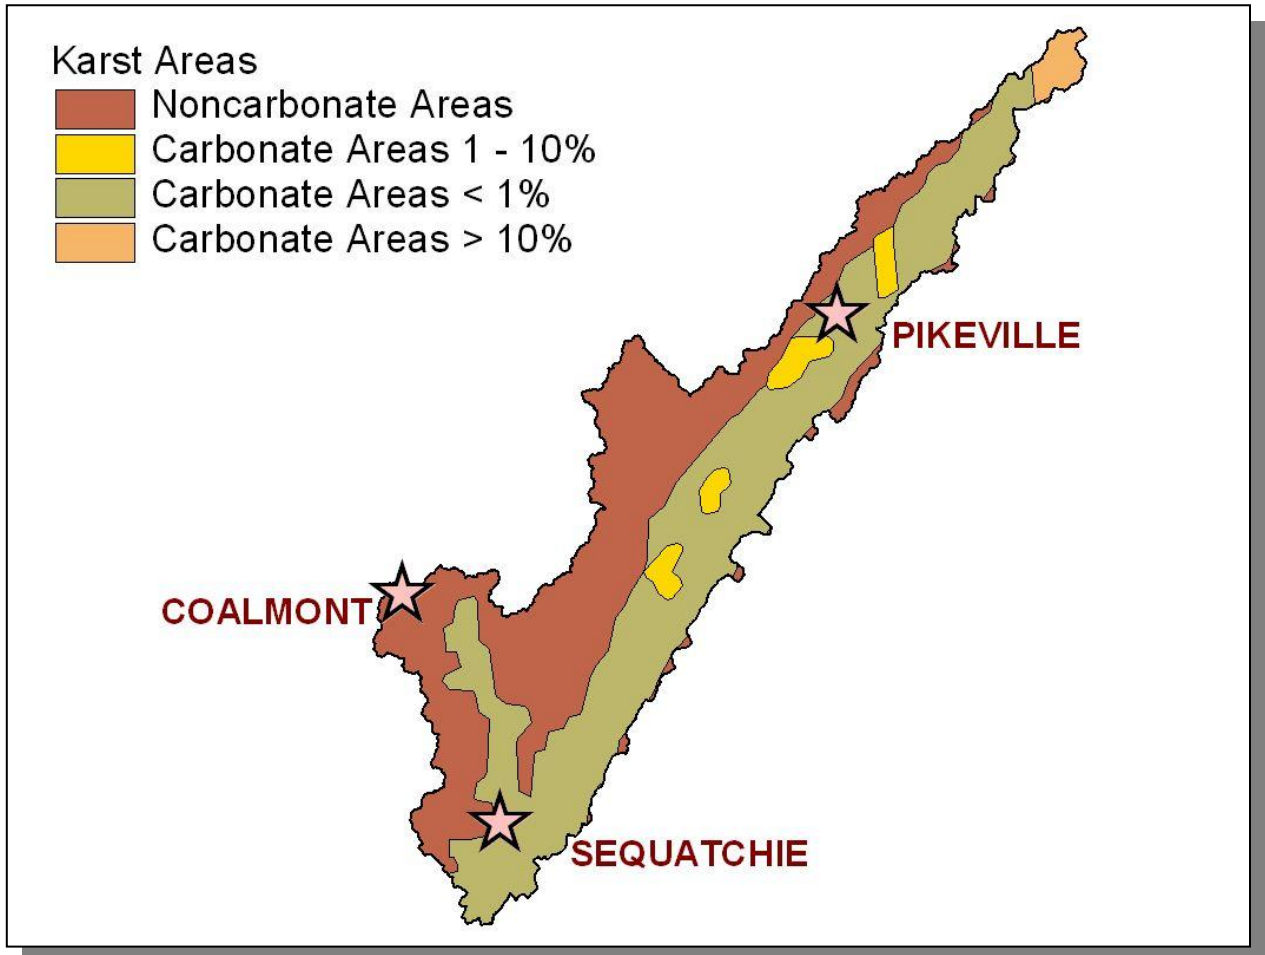 Karst Areas
Noncarbonate Areas
Carbonate Areas 1 - 10%
Carbonate Areas < 1%
Carbonate Areas > 10%
PIKEVILLE
COALMONT
SEQUATCHIE